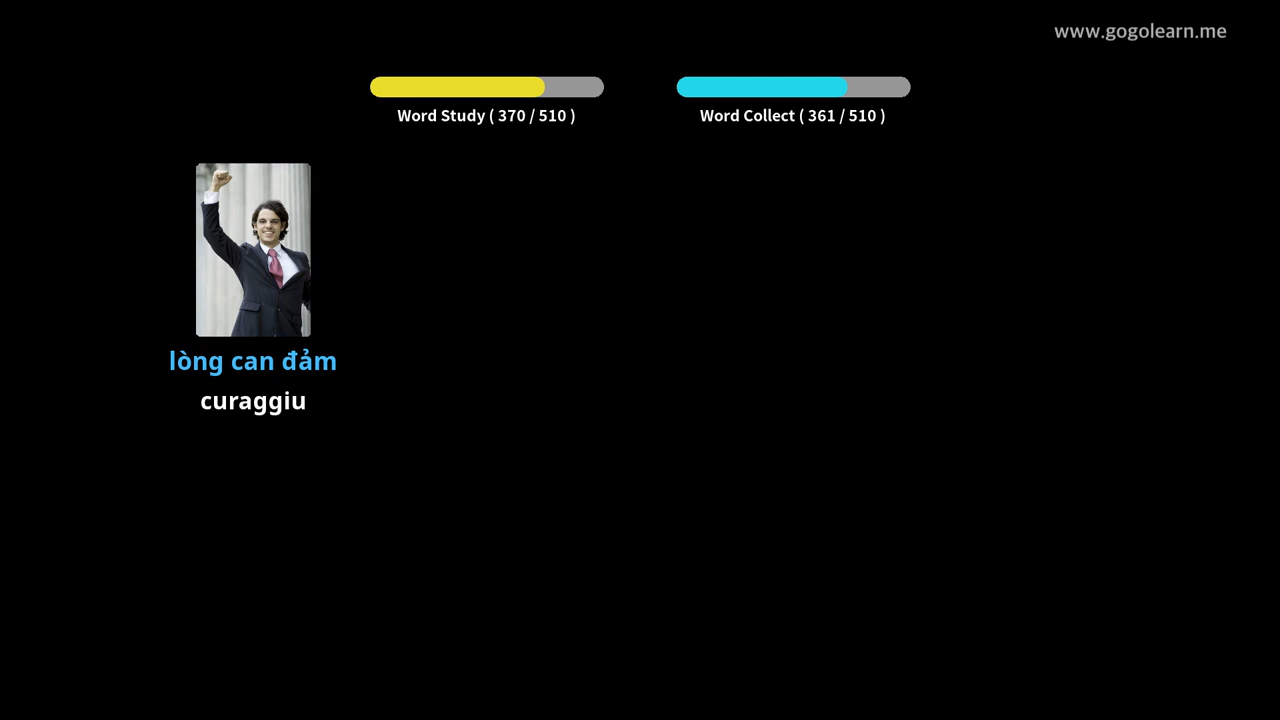 www.gogolearn.me
Word Study ( 370 / 510 )
Word Collect ( 361 / 510 )
lòng can đảm
curaggiu